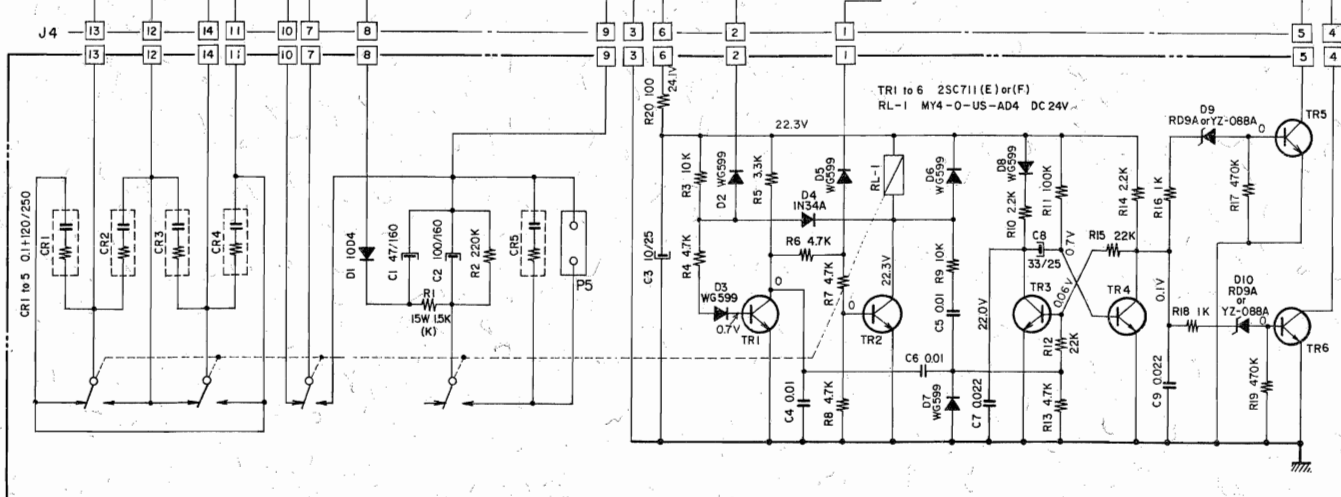 J4
13 12 14 11 10 7 8 9 3 6 2 1 5 4
13 12 14 11 10 7 8 9 3 6 2 1 5 4
TR1 to 6 2SC711 (E) or (F)
RL-1 MY4-0-US-AD4 DC 24V
R20 100
24.1V
22.3V
D9
RD9A or YZ-088A
0
TR5
R3 10K
D2 WG599
R5 3.3K
D5
WG599
RL-1
D6
WG599
D8
WG599
R11 100K
R14 2.2K
R16 1K
R17 470K
CR1 to 5 0.1+120/250
CR1
CR2
CR3
CR4
D1 10D4
C1 47/160
C2 100/160
R2 220K
CR5
P5
R1
15W 1.5K
(K)
C3 10/25
R4 4.7K
D4
1N34A
R6 4.7K
R7 4.7K
22.3V
R9 10K
R10 2.2K
C8
33/25
0.7V
R15 22K
D3
WG599
0.7V
0
TR1
0
TR2
C5 0.01
22.0V
TR3
0.06V
TR4
0.1V
R18 1K
D10
RD9A
or
YZ-088A
0
TR6
R12
22K
C4 0.01
R8 4.7K
C6 0.01
D7
WG599
C7 0.022
R13 4.7K
C9 0.022
R19 470K